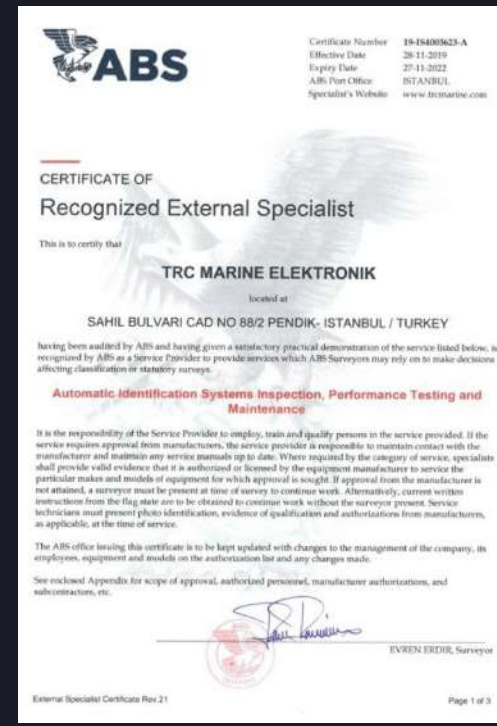 ABS
Certificate Number 19-IS4003623-A
Effective Date 28-11-2019
Expiry Date 27-11-2022
ABS Port Office ISTANBUL
Specialist's Website www.trcmarine.com
CERTIFICATE OF
Recognized External Specialist
This is to certify that
TRC MARINE ELEKTRONIK
located at
SAHIL BULVARI CAD NO 88/2 PENDIK- ISTANBUL / TURKEY
having been audited by ABS and having given a satisfactory practical demonstration of the service listed below, is
recognized by ABS as a Service Provider to provide services which ABS Surveyors may rely on to make decisions
affecting classification or statutory surveys.
Automatic Identification Systems Inspection, Performance Testing and
Maintenance
It is the responsibility of the Service Provider to employ, train and qualify persons in the service provided. If the
service requires approval from manufacturers, the service provider is responsible to maintain contact with the
manufacturer and maintain any service manuals up to date. Where required by the category of service, specialists
shall provide valid evidence that it is authorized or licensed by the equipment manufacturer to service the
particular makes and models of equipment for which approval is sought. If approval from the manufacturer is
not attained, a surveyor must be present at time of survey to continue work. Alternatively, current written
instructions from the flag state are to be obtained to continue work without the surveyor present. Service
technicians must present photo identification, evidence of qualification and authorizations from manufacturers,
as applicable, at the time of service.
The ABS office issuing this certificate is to be kept updated with changes to the management of the company, its
employees, equipment and models on the authorization list and any changes made.
See enclosed Appendix for scope of approval, authorized personnel, manufacturer authorizations, and
subcontractors, etc.
EVREN ERDIR, Surveyor
External Specialist Certificate Rev.21
Page 1 of 3